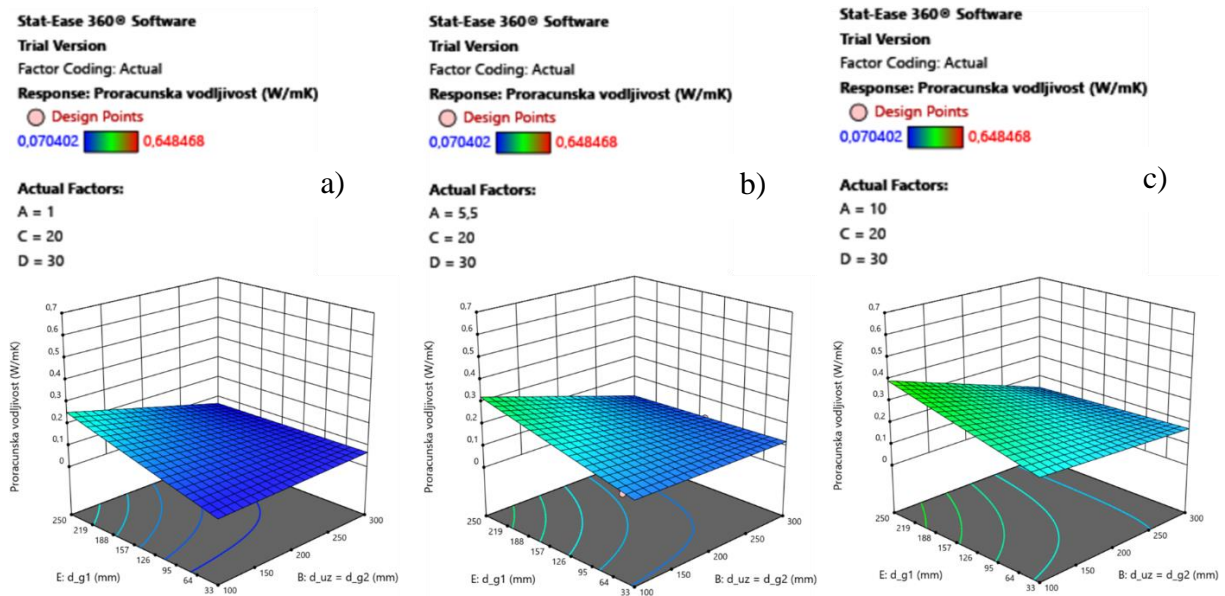 Stat-Ease 360® Software
Trial Version
Factor Coding: Actual
Response: Proracunska vodljivost (W/mK)
Design Points
0,070402 0,648468
a)
Actual Factors:
A = 1
C = 20
D = 30
0,7
0,6
0,5
0.4
0.3
0.2
0.1
0
Proracunska vodljivost (W/mK)
250
219
188
157
126
95
64
33
100
150
200
250
300
E: d_g1 (mm)
B: d_uz = d_g2 (mm)
Stat-Ease 360® Software
Trial Version
Factor Coding: Actual
Response: Proracunska vodljivost (W/mK)
Design Points
0,070402 0,648468
b)
Actual Factors:
A = 5,5
C = 20
D = 30
0.7
0.6
0.5
0.4
0.3
0.2
0.1
0
Proracunska vodljivost (W/mK)
250
219
188
157
126
95
64
33
100
150
200
250
300
E: d_g1 (mm)
B: d_uz = d_g2 (mm)
Stat-Ease 360® Software
Trial Version
Factor Coding: Actual
Response: Proracunska vodljivost (W/mK)
Design Points
0,070402 0,648468
c)
Actual Factors:
A = 10
C = 20
D = 30
0.7
0.6
0.5
0.4
0.3
0.2
0.1
0
Proracunska vodljivost (W/mK)
250
219
188
157
126
95
64
33
100
150
200
250
300
E: d_g1 (mm)
B: d_uz = d_g2 (mm)